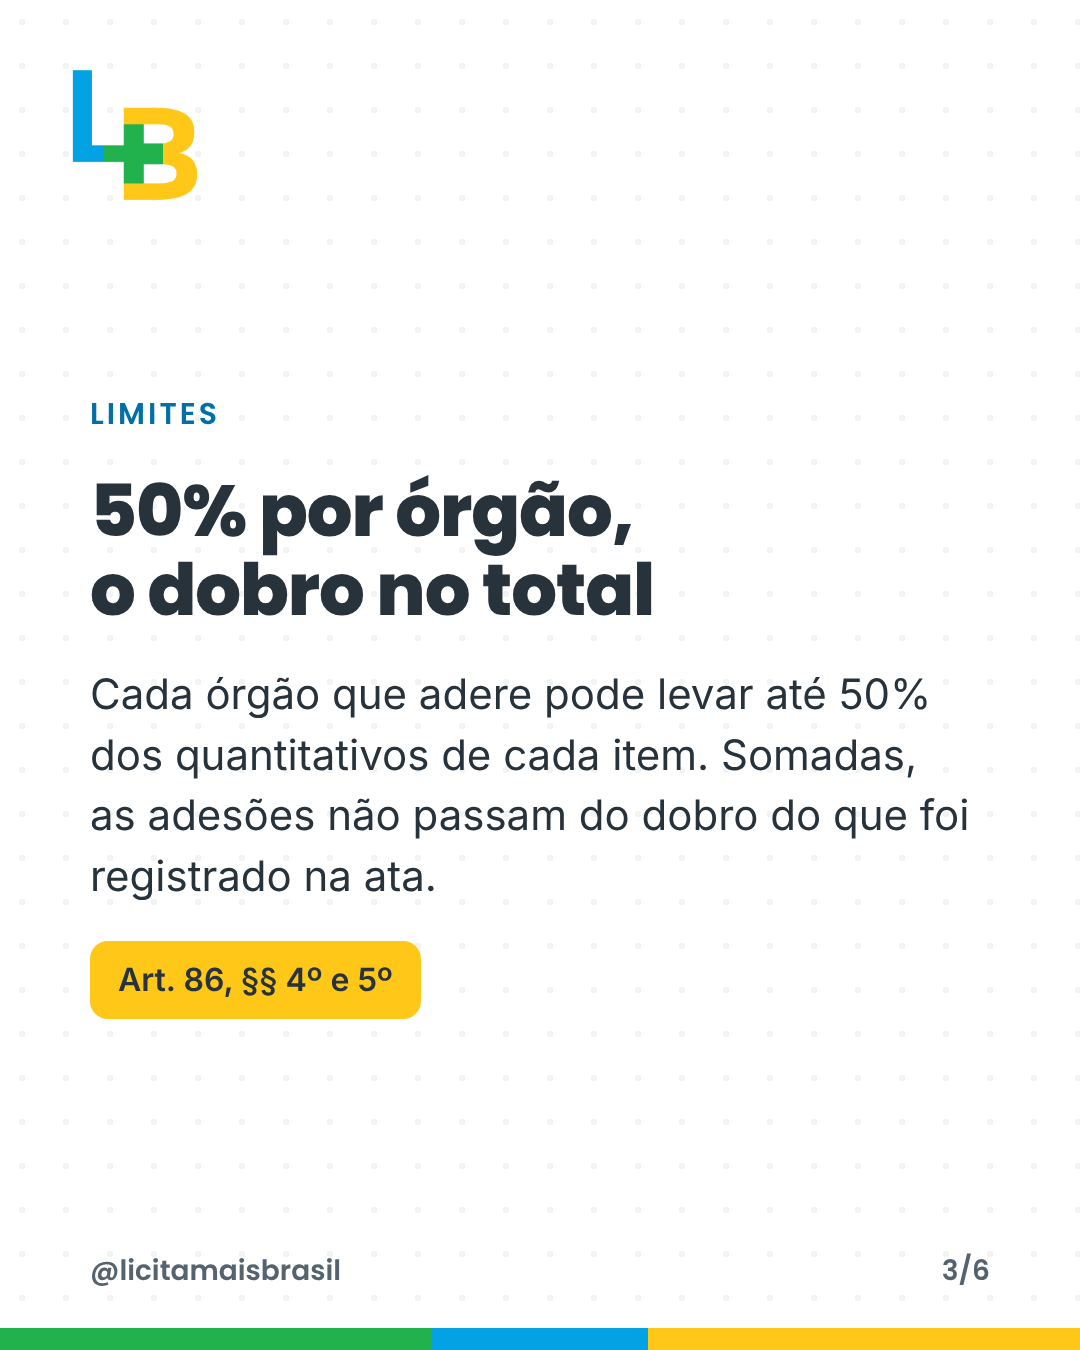 L+B
LIMITES
50% por órgão,
o dobro no total
Cada órgão que adere pode levar até 50%
dos quantitativos de cada item. Somadas,
as adesões não passam do dobro do que foi
registrado na ata.
Art. 86, §§ 4º e 5º
@licitamaisbrasil
3/6